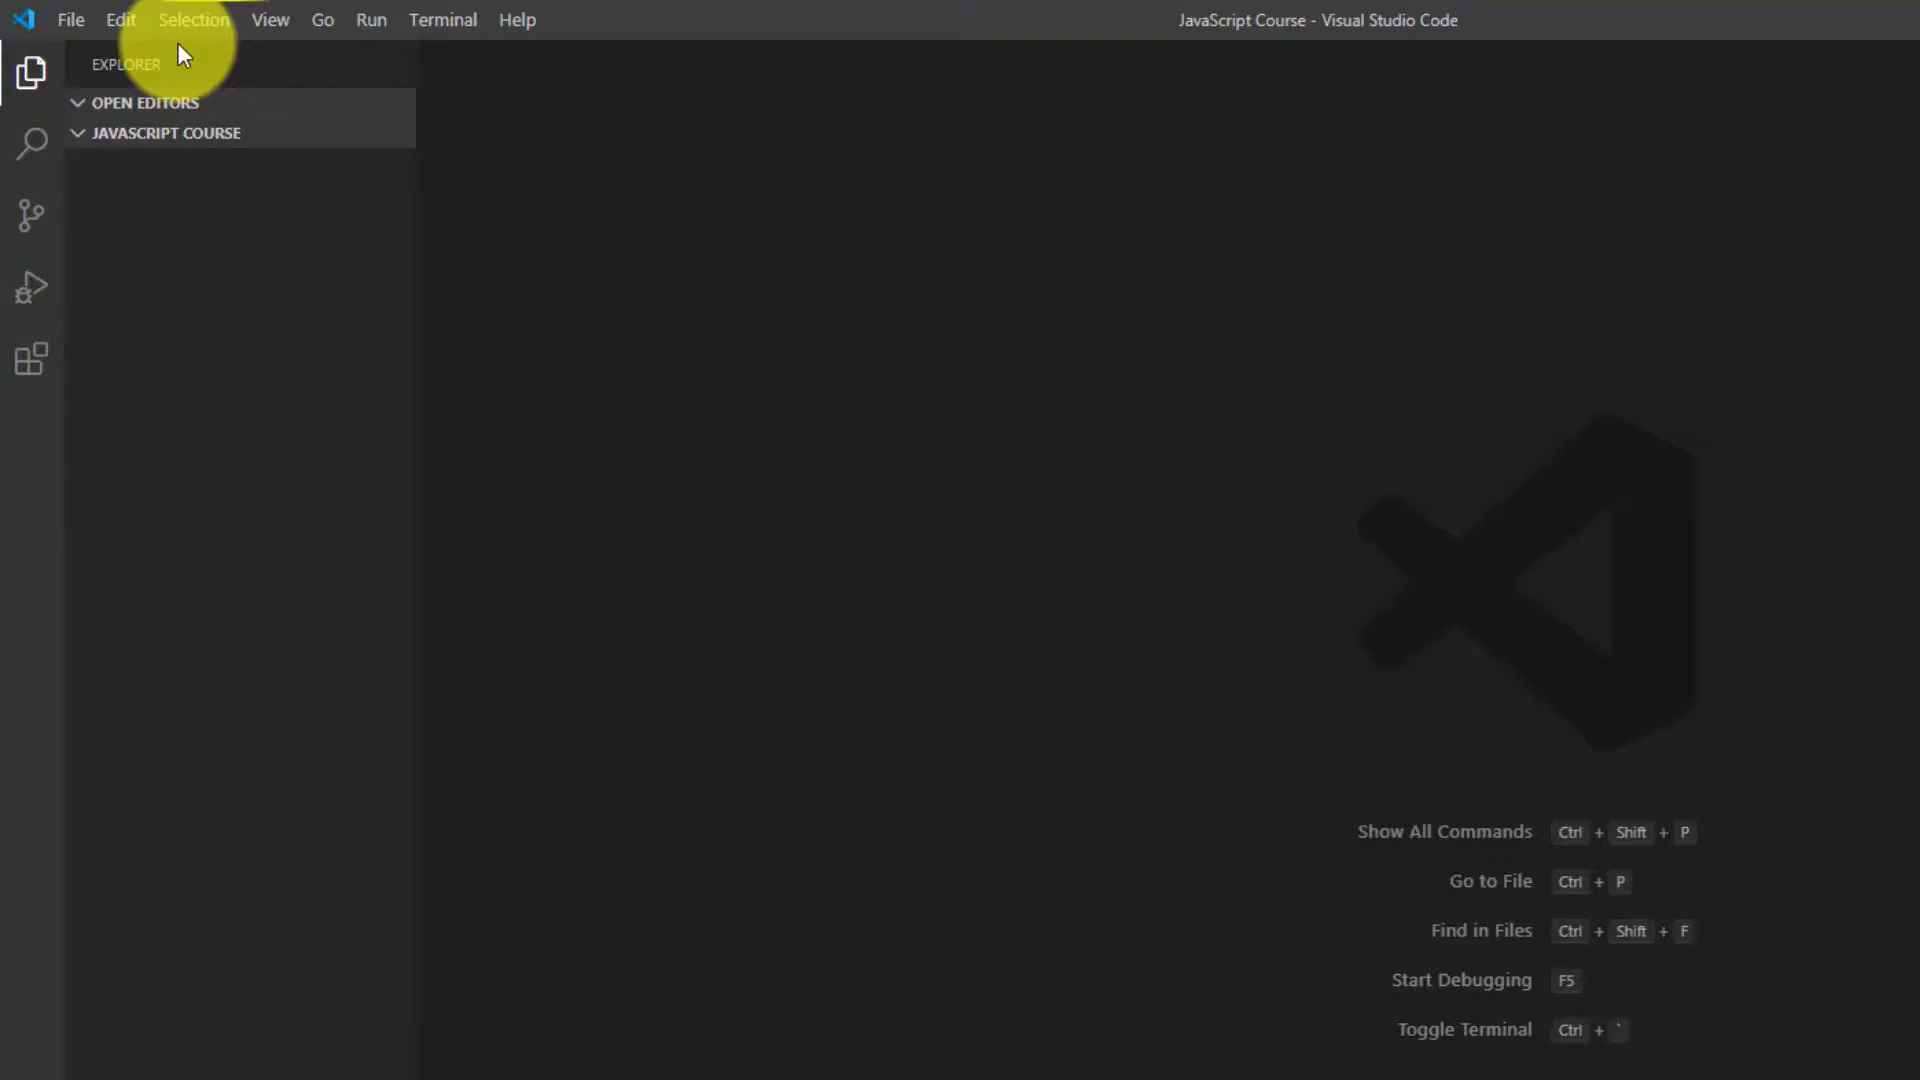 File Edit Selection View Go Run Terminal Help
JavaScript Course - Visual Studio Code
EXPLORER
OPEN EDITORS
JAVASCRIPT COURSE
Show All Commands Ctrl + Shift + P
Go to File Ctrl + P
Find in Files Ctrl + Shift + F
Start Debugging F5
Toggle Terminal Ctrl + `